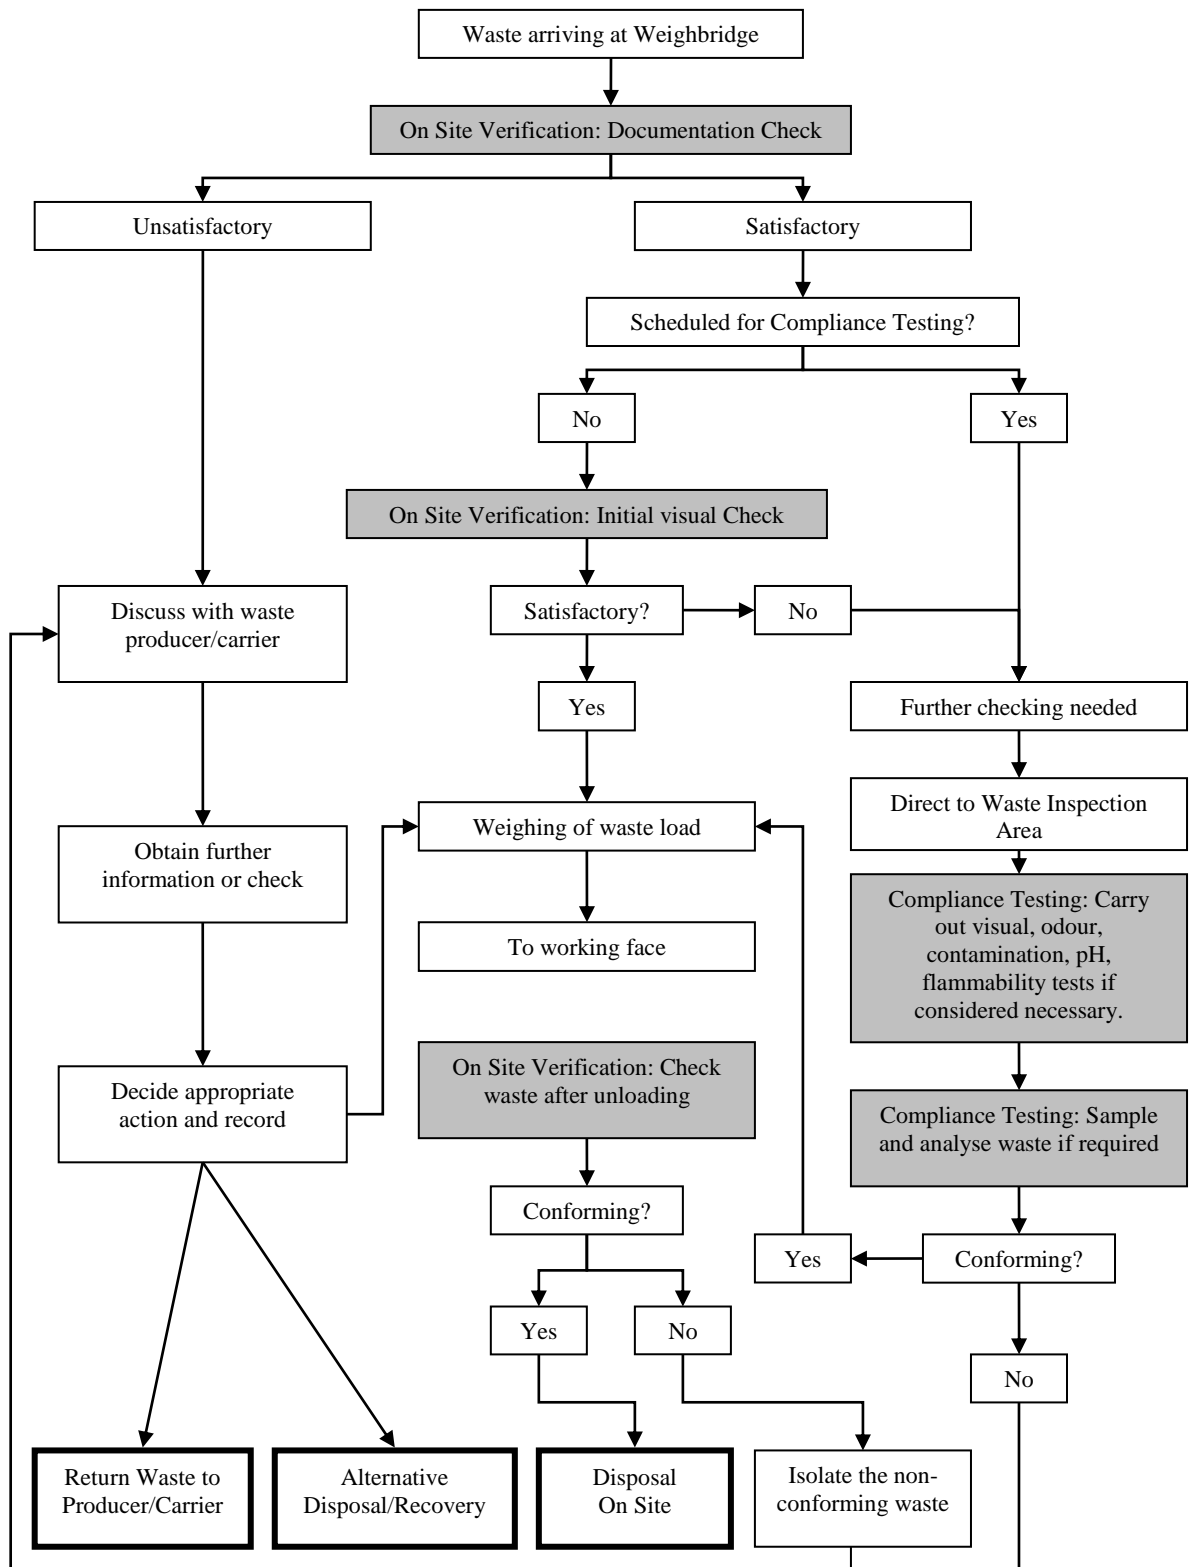 Waste arriving at Weighbridge
On Site Verification: Documentation Check
Unsatisfactory
Satisfactory
Scheduled for Compliance Testing?
No
Yes
On Site Verification: Initial visual Check
Discuss with waste
producer/carrier
Satisfactory?
No
Yes
Further checking needed
Weighing of waste load
Direct to Waste Inspection
Area
Obtain further
information or check
Compliance Testing: Carry
out visual, odour,
contamination, pH,
flammability tests if
considered necessary.
To working face
On Site Verification: Check
waste after unloading
Decide appropriate
action and record
Compliance Testing: Sample
and analyse waste if required
Conforming?
Yes
Conforming?
Yes
No
No
Return Waste to
Producer/Carrier
Alternative
Disposal/Recovery
Disposal
On Site
Isolate the non-
conforming waste